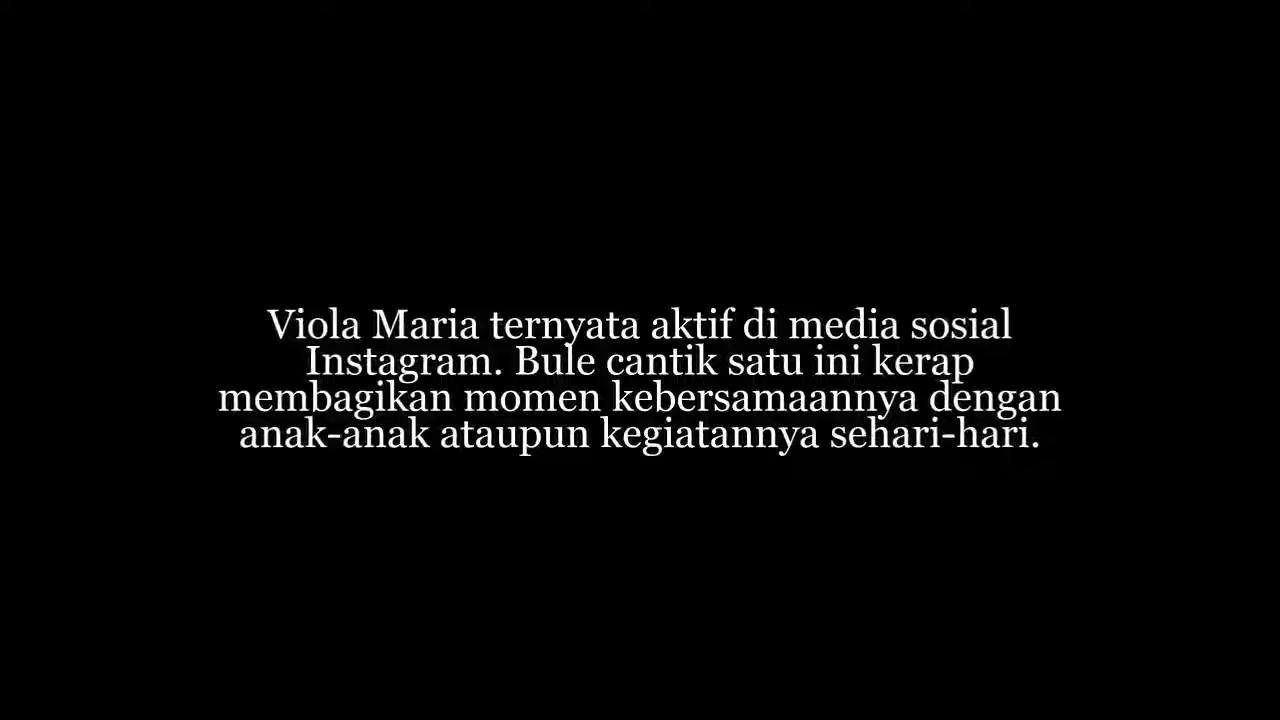 Viola Maria ternyata aktif di media sosial
Instagram. Bule cantik satu ini kerap
membagikan momen kebersamaannya dengan
anak-anak ataupun kegiatannya sehari-hari.